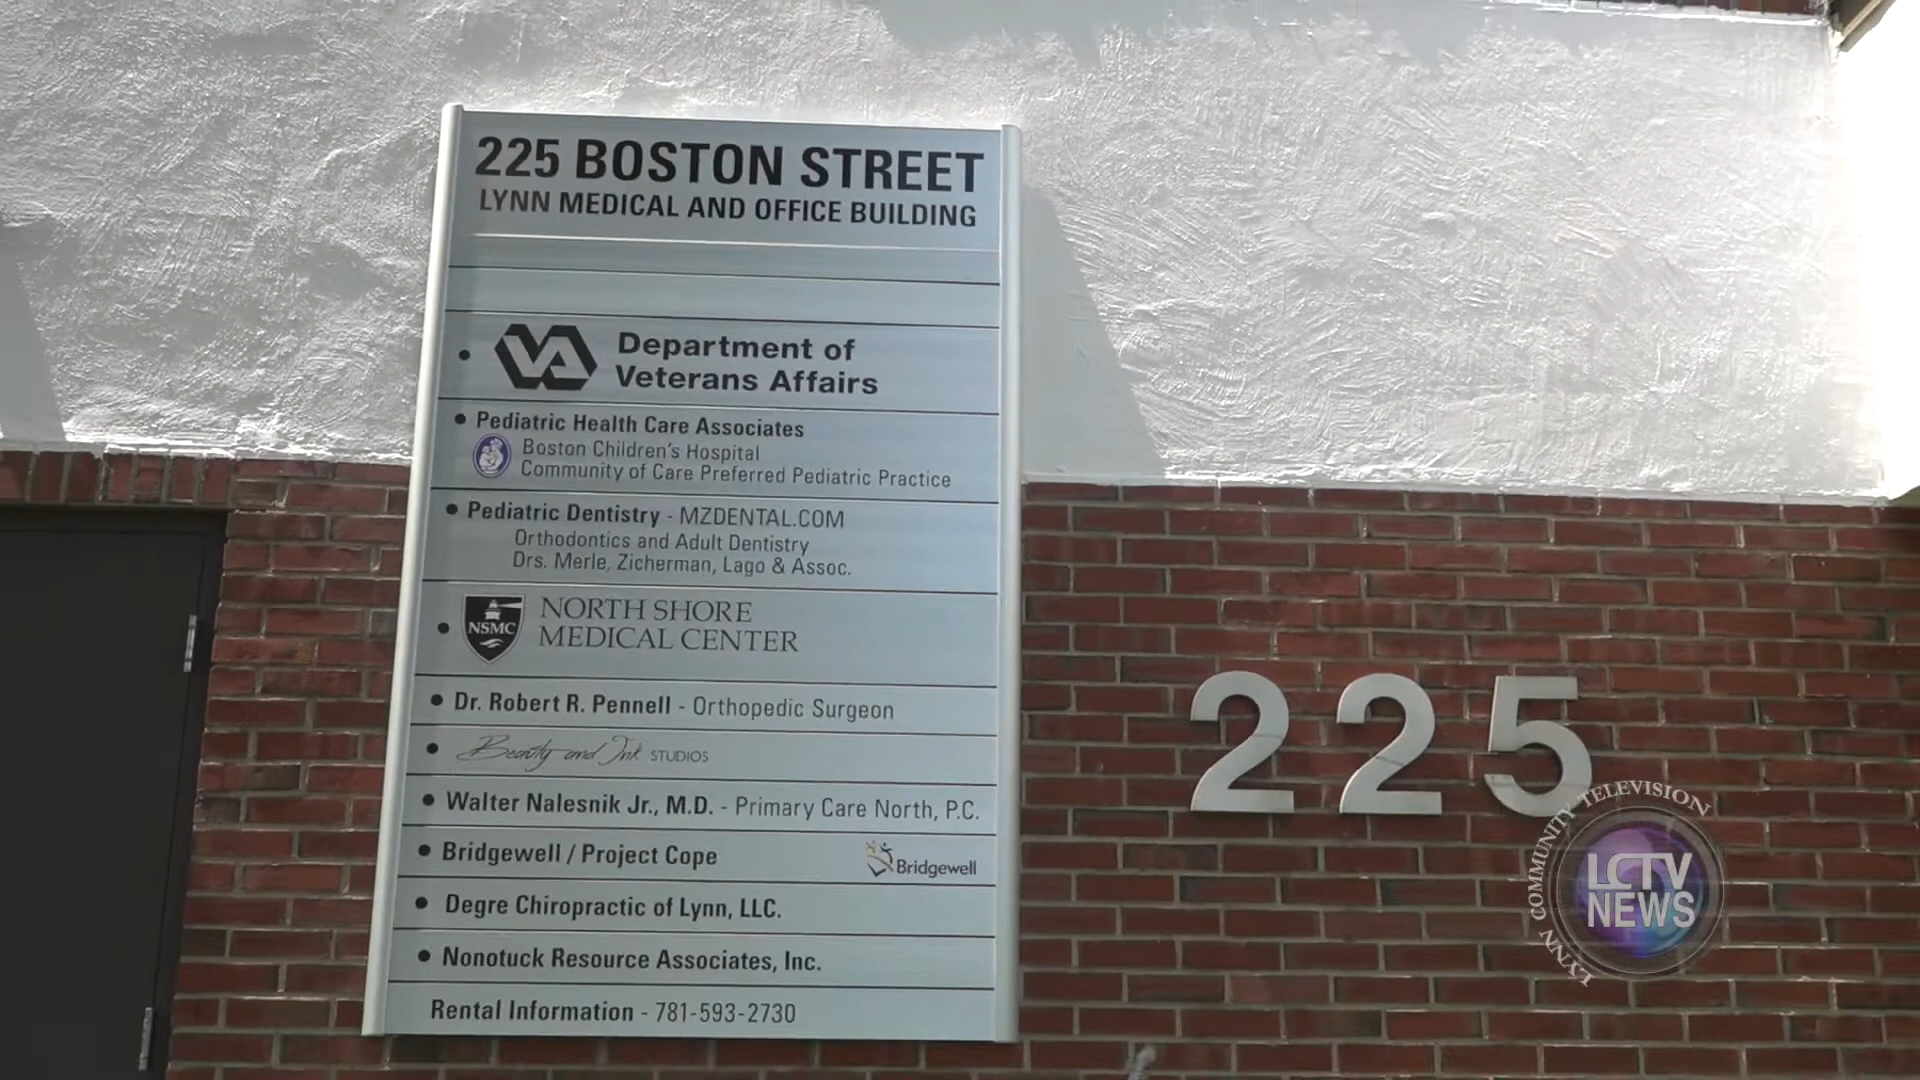 225 BOSTON STREET
LYNN MEDICAL AND OFFICE BUILDING
• VA Department of
Veterans Affairs
• Pediatric Health Care Associates
Boston Children's Hospital
Community of Care Preferred Pediatric Practice
• Pediatric Dentistry - MZDENTAL.COM
Orthodontics and Adult Dentistry
Drs. Merle, Zicherman, Lago & Assoc.
• NSMC NORTH SHORE
MEDICAL CENTER
• Dr. Robert R. Pennell - Orthopedic Surgeon
• Beauty and Ink STUDIOS
• Walter Nalesnik Jr., M.D. - Primary Care North, P.C.
• Bridgewell / Project Cope Bridgewell
• Degre Chiropractic of Lynn, LLC.
• Nonotuck Resource Associates, Inc.
Rental Information - 781-593-2730
225
LYNN COMMUNITY TELEVISION
LCTV
NEWS